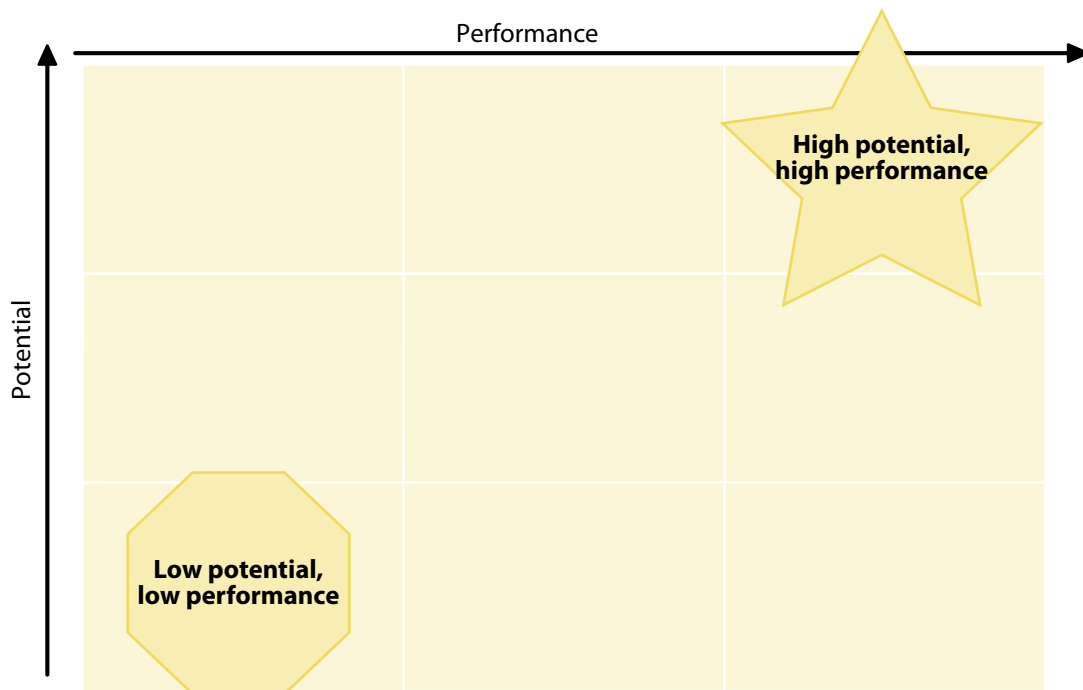 Performance
High potential,
high performance
Potential
Low potential,
low performance